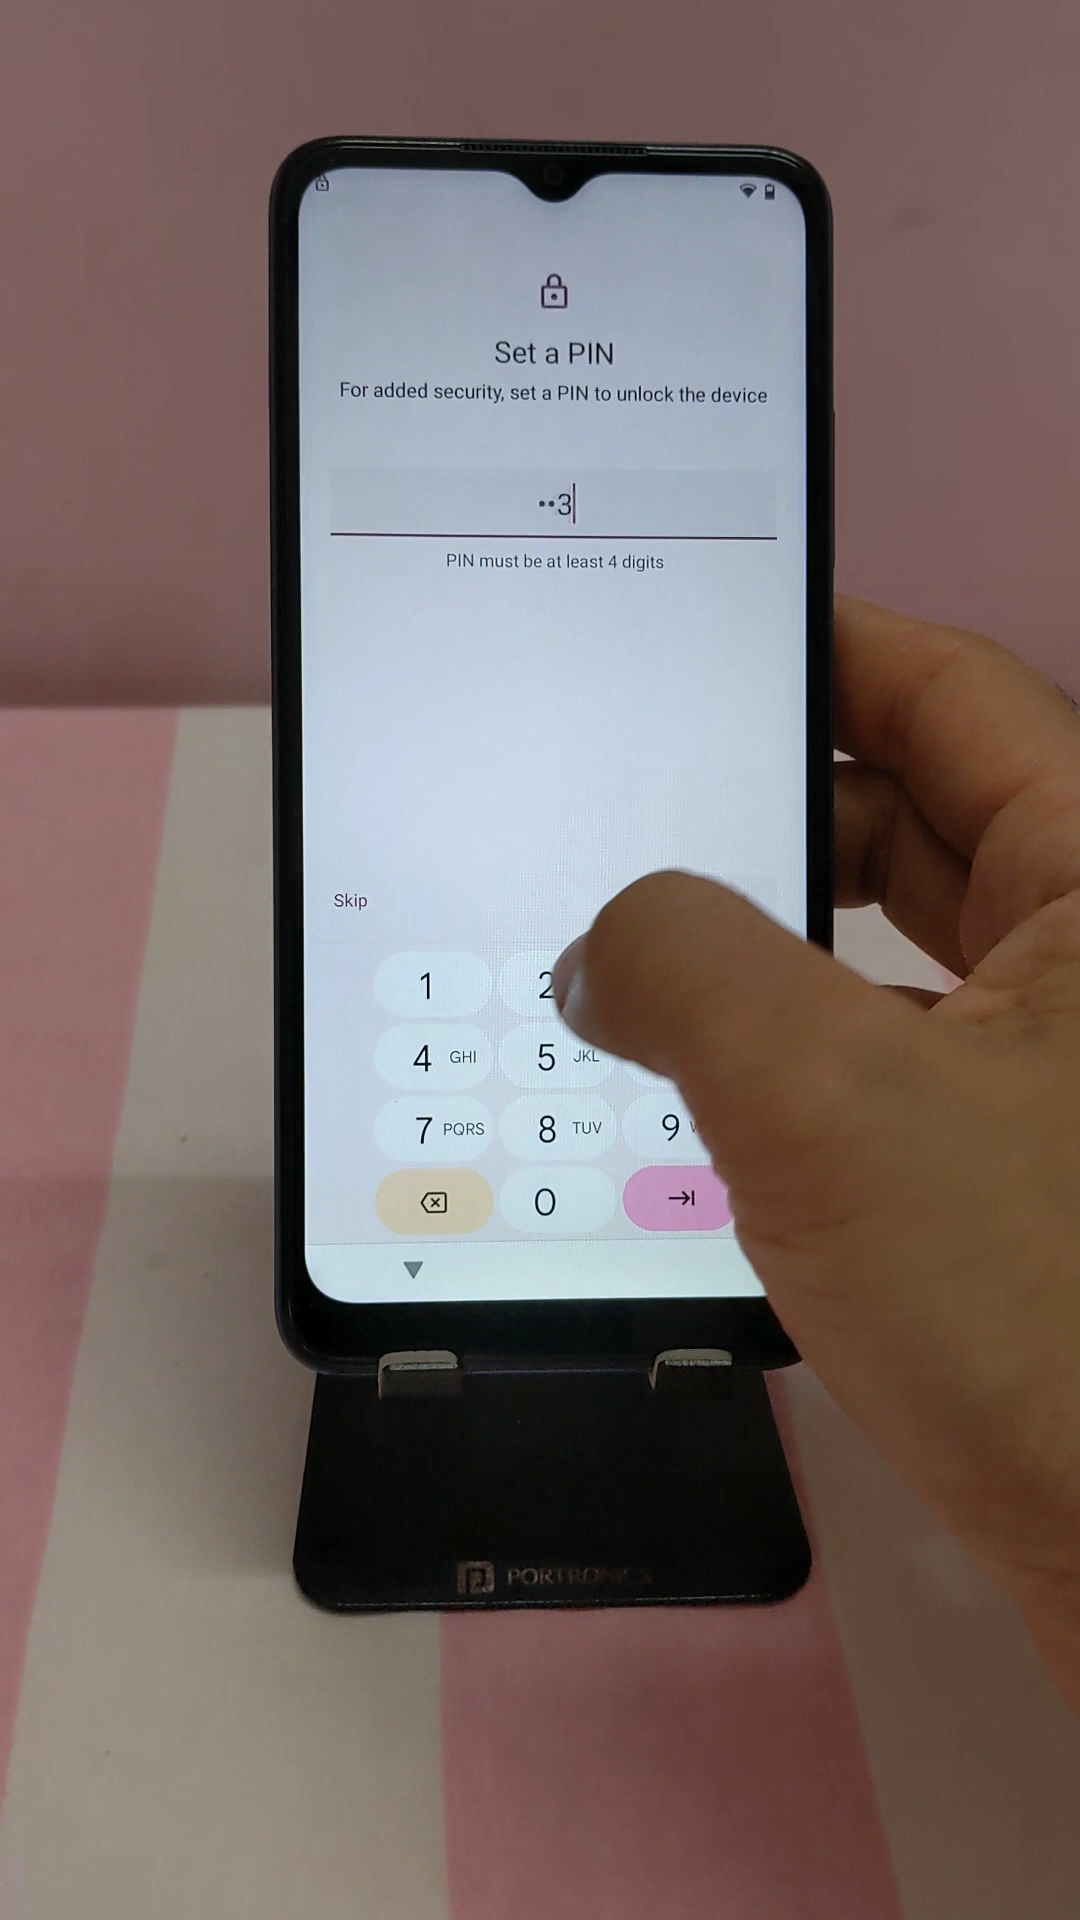 Set a PIN
For added security, set a PIN to unlock the device
••3
PIN must be at least 4 digits
Skip
1 2
4 GHI 5 JKL
7 PQRS 8 TUV 9
0
PORTRONICS